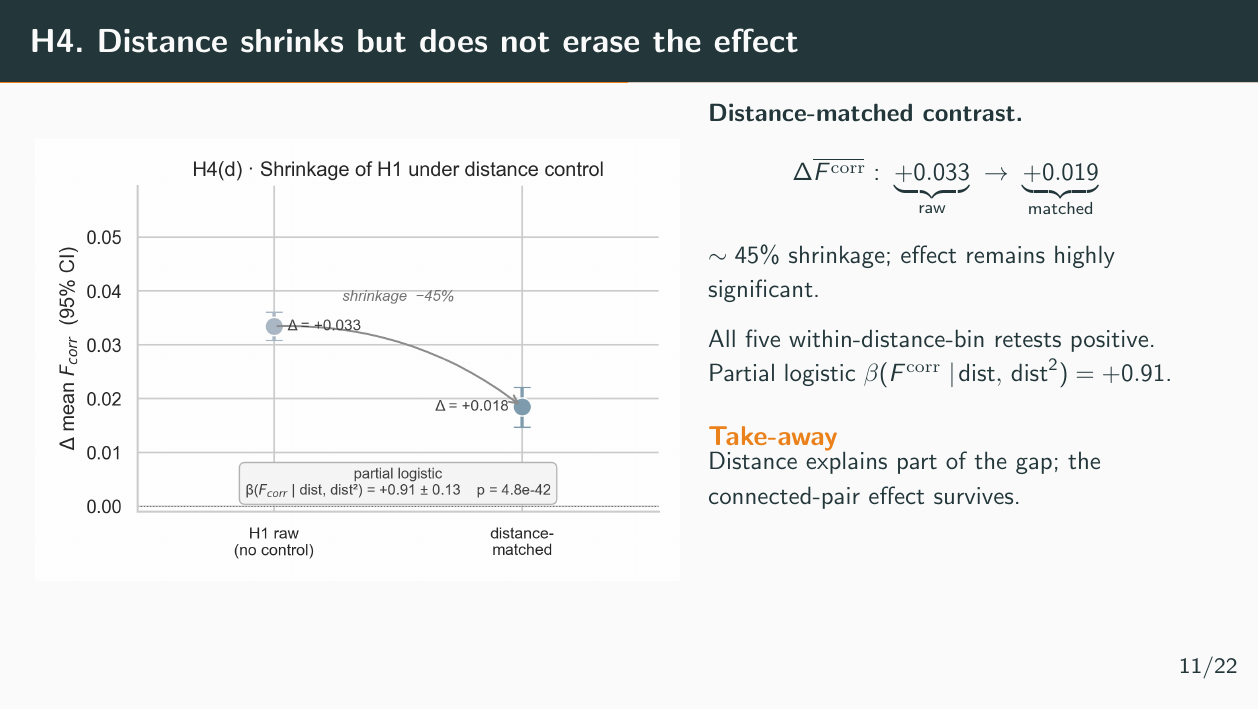 H4. Distance shrinks but does not erase the effect
H4(d) · Shrinkage of H1 under distance control
Δ mean F_corr (95% CI)
0.05
0.04
0.03
0.02
0.01
0.00
shrinkage −45%
Δ = +0.033
Δ = +0.018
partial logistic
β(F_corr | dist, dist²) = +0.91 ± 0.13 p = 4.8e-42
H1 raw
(no control)
distance-
matched
Distance-matched contrast.
ΔF̅^corr : +0.033 → +0.019
raw matched
∼ 45% shrinkage; effect remains highly
significant.
All five within-distance-bin retests positive.
Partial logistic β(F^corr | dist, dist²) = +0.91.
Take-away
Distance explains part of the gap; the
connected-pair effect survives.
11/22